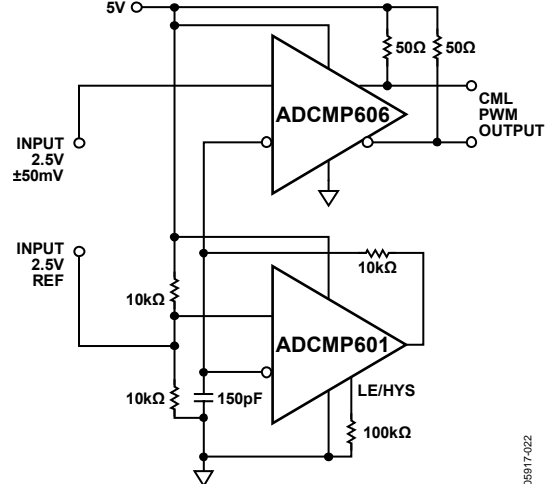 5V
50Ω
50Ω
ADCMP606
CML
PWM
OUTPUT
INPUT
2.5V
±50mV
INPUT
2.5V
REF
10kΩ
10kΩ
ADCMP601
10kΩ
150pF
LE/HYS
100kΩ
05917-022